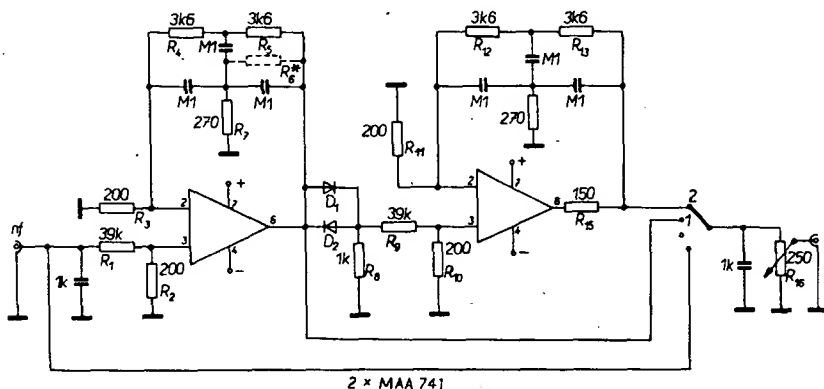 3k6 3k6 3k6 3k6
R4 M1 R5 R12 M1 R13
R6*
M1 M1 M1 M1
270 R7 200 R11 270
200 R3 2 3 7 + 4 - 6
D1
D2
2 3 7 + 4 - 6 150 R15
2
1
nf 39k R1 1k 200 R2
1k R8 39k R9 200 R10
1k 250 R16
2 × MAA 741